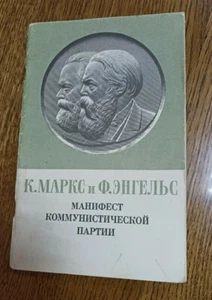 К. МАРКС и Ф. ЭНГЕЛЬС
МАНИФЕСТ
КОММУНИСТИЧЕСКОЙ
ПАРТИИ